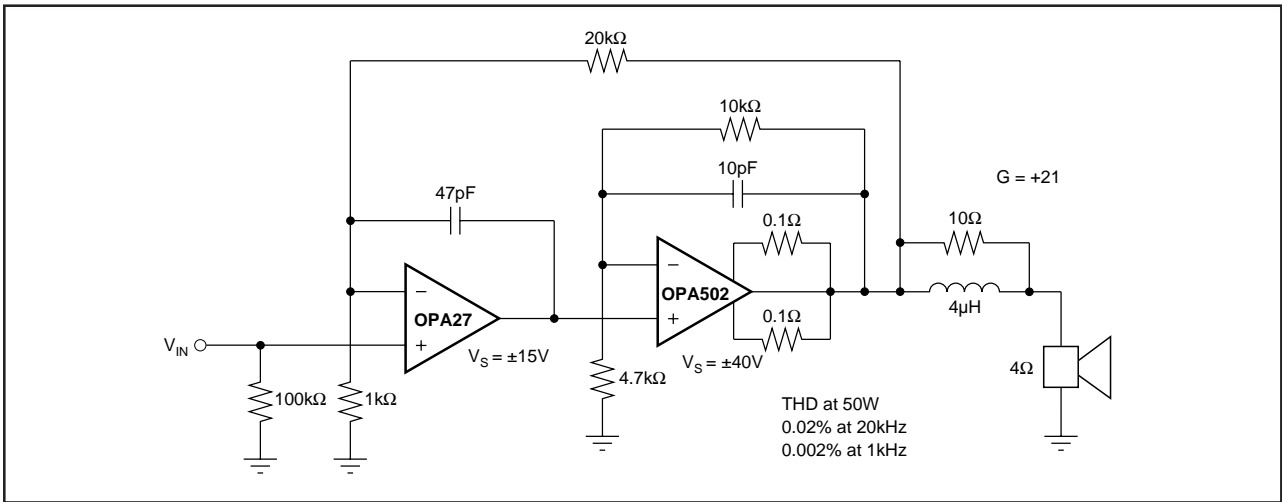 20kΩ
10kΩ
10pF
G = +21
47pF
0.1Ω
10Ω
–
OPA27
+
–
OPA502
+
4µH
0.1Ω
V_IN
V_S = ±15V
V_S = ±40V
100kΩ
1kΩ
4.7kΩ
4Ω
THD at 50W
0.02% at 20kHz
0.002% at 1kHz